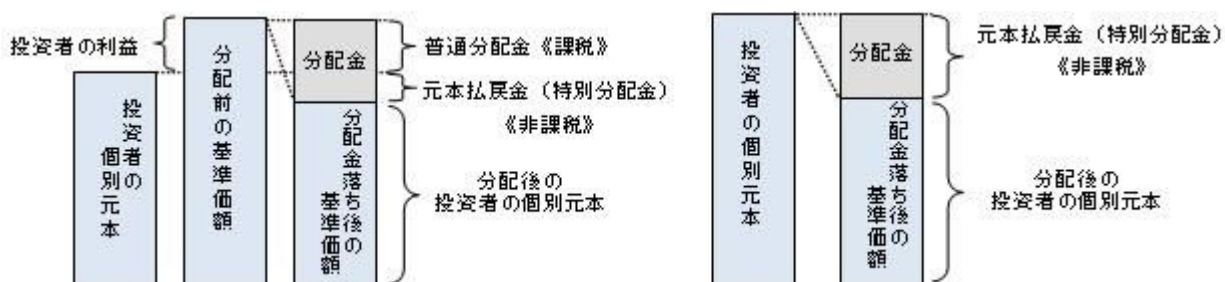 投資者の利益
投資者の
個別元本
分配前の基準価額
分配金
分配金落ち後の
基準価額
普通分配金《課税》
元本払戻金（特別分配金）
《非課税》
分配後の
投資者の個別元本
投資者の個別元本
分配金
分配金落ち後の
基準価額
元本払戻金（特別分配金）
《非課税》
分配後の
投資者の個別元本